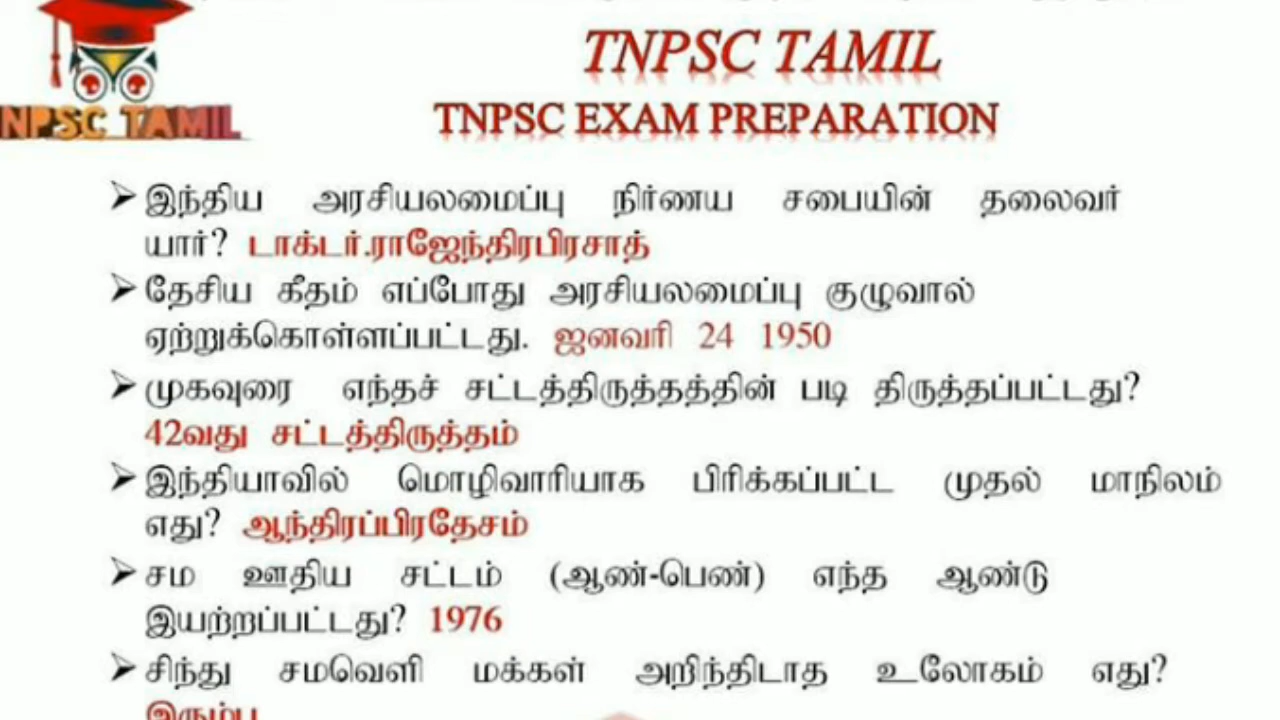 TNPSC TAMIL
NPSC TAMIL
TNPSC EXAM PREPARATION
➢ இந்திய அரசியலமைப்பு நிர்ணய சபையின் தலைவர்
யார்? டாக்டர்.ராஜேந்திரபிரசாத்
➢ தேசிய கீதம் எப்போது அரசியலமைப்பு குழுவால்
ஏற்றுக்கொள்ளப்பட்டது. ஜனவரி 24 1950
➢ முகவுரை எந்தச் சட்டத்திருத்தத்தின் படி திருத்தப்பட்டது?
42வது சட்டத்திருத்தம்
➢ இந்தியாவில் மொழிவாரியாக பிரிக்கப்பட்ட முதல் மாநிலம்
எது? ஆந்திரப்பிரதேசம்
➢ சம ஊதிய சட்டம் (ஆண்-பெண்) எந்த ஆண்டு
இயற்றப்பட்டது? 1976
➢ சிந்து சமவெளி மக்கள் அறிந்திடாத உலோகம் எது?
இரும்பு